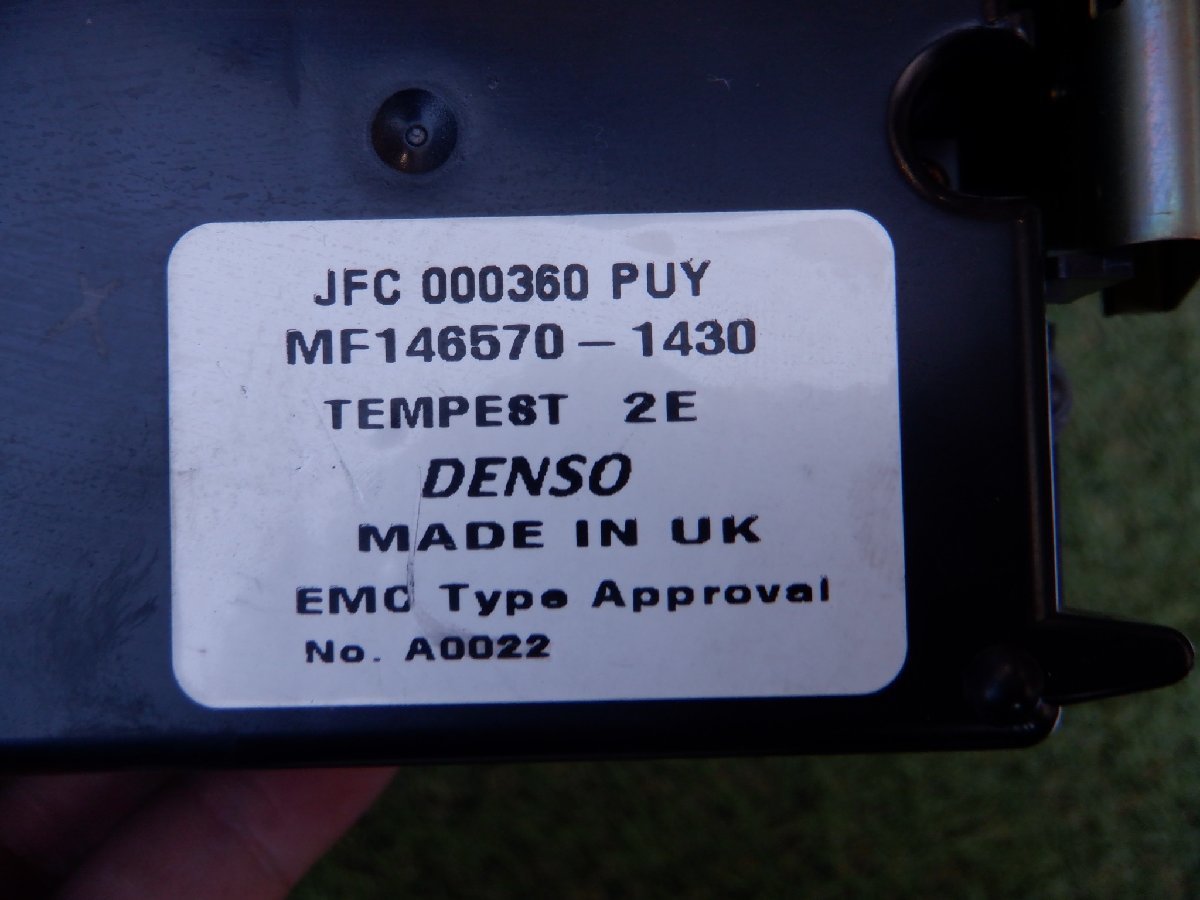 JFC 000360 PUY
MF146570-1430
TEMPEST 2E
DENSO
MADE IN UK
EMC Type Approval
No. A0022